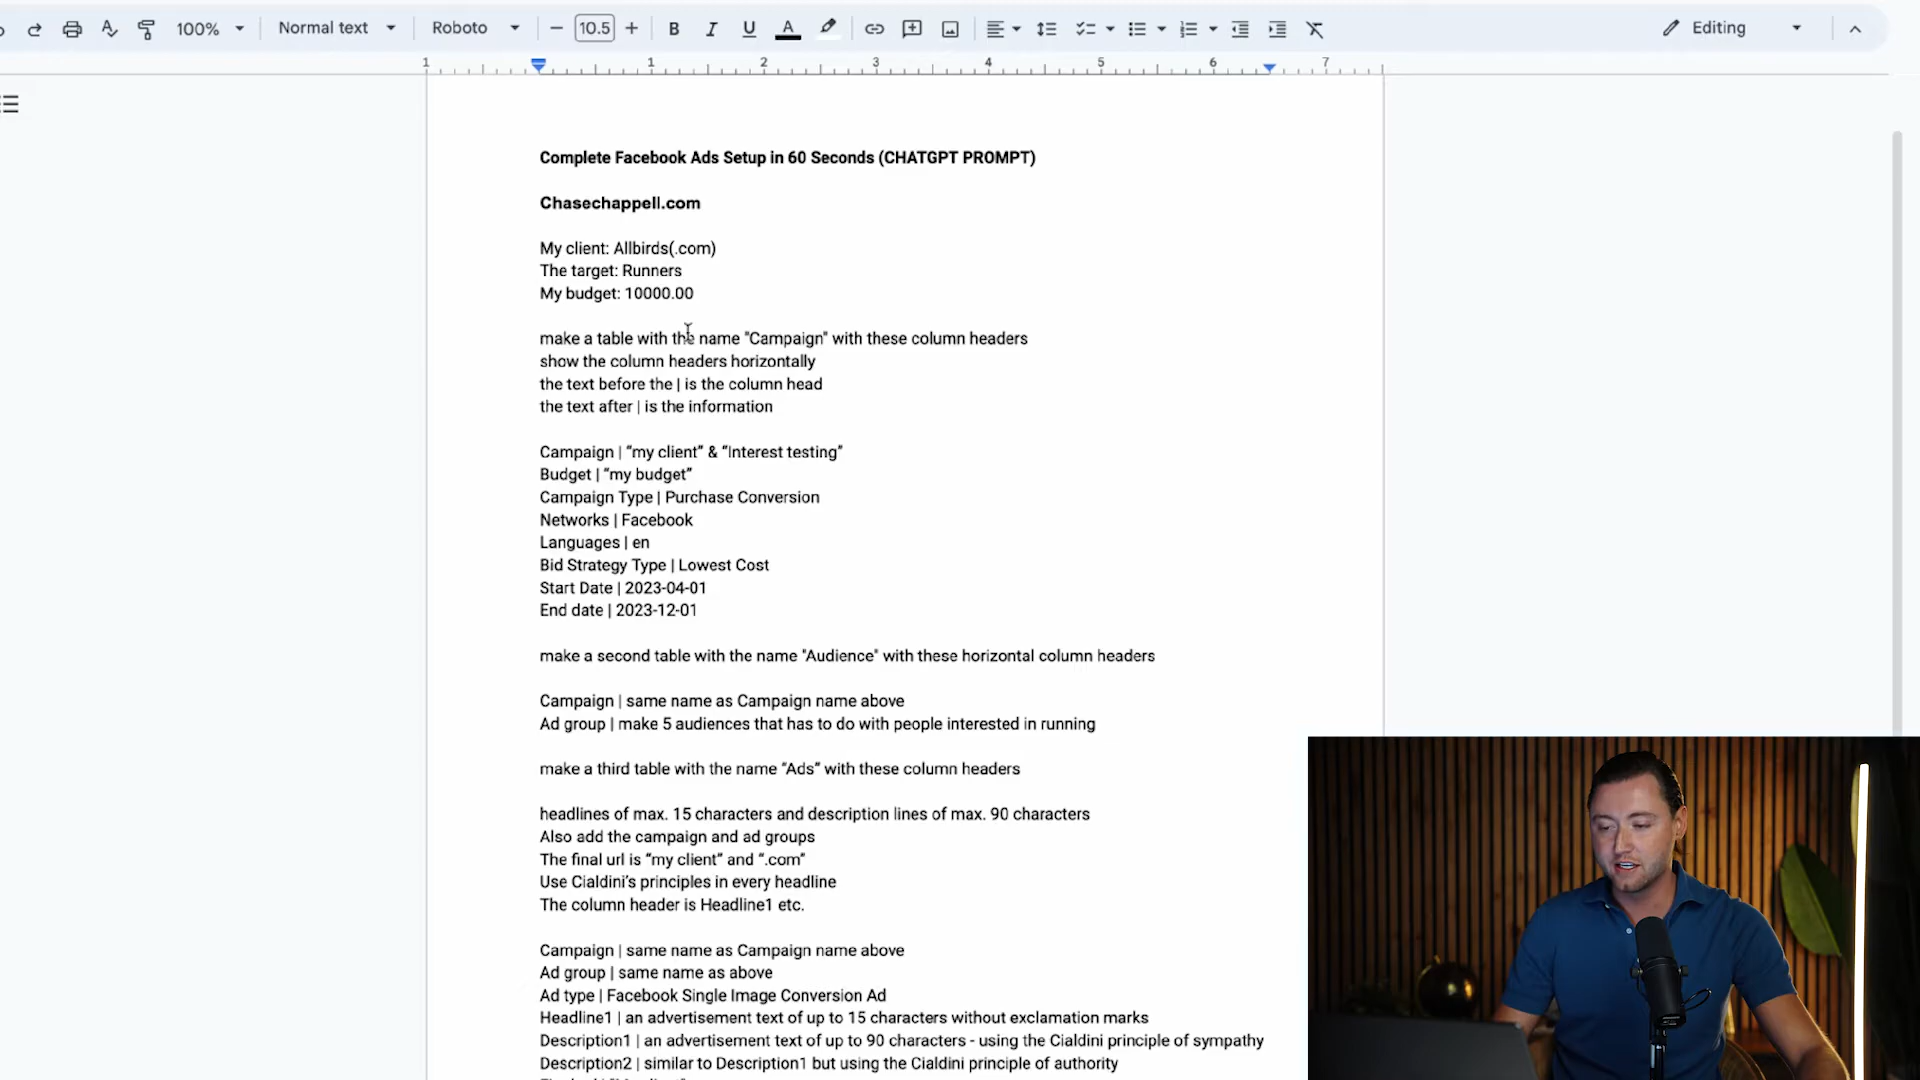 100%
Normal text
Roboto
10.5
B
I
U
A
Editing
1
1
2
3
4
5
6
7
Complete Facebook Ads Setup in 60 Seconds (CHATGPT PROMPT)
Chasechappell.com
My client: Allbirds(.com)
The target: Runners
My budget: 10000.00
make a table with the name "Campaign" with these column headers
show the column headers horizontally
the text before the | is the column head
the text after | is the information
Campaign | “my client” & “Interest testing”
Budget | “my budget”
Campaign Type | Purchase Conversion
Networks | Facebook
Languages | en
Bid Strategy Type | Lowest Cost
Start Date | 2023-04-01
End date | 2023-12-01
make a second table with the name "Audience" with these horizontal column headers
Campaign | same name as Campaign name above
Ad group | make 5 audiences that has to do with people interested in running
make a third table with the name “Ads” with these column headers
headlines of max. 15 characters and description lines of max. 90 characters
Also add the campaign and ad groups
The final url is “my client” and “.com”
Use Cialdini’s principles in every headline
The column header is Headline1 etc.
Campaign | same name as Campaign name above
Ad group | same name as above
Ad type | Facebook Single Image Conversion Ad
Headline1 | an advertisement text of up to 15 characters without exclamation marks
Description1 | an advertisement text of up to 90 characters - using the Cialdini principle of sympathy
Description2 | similar to Description1 but using the Cialdini principle of authority